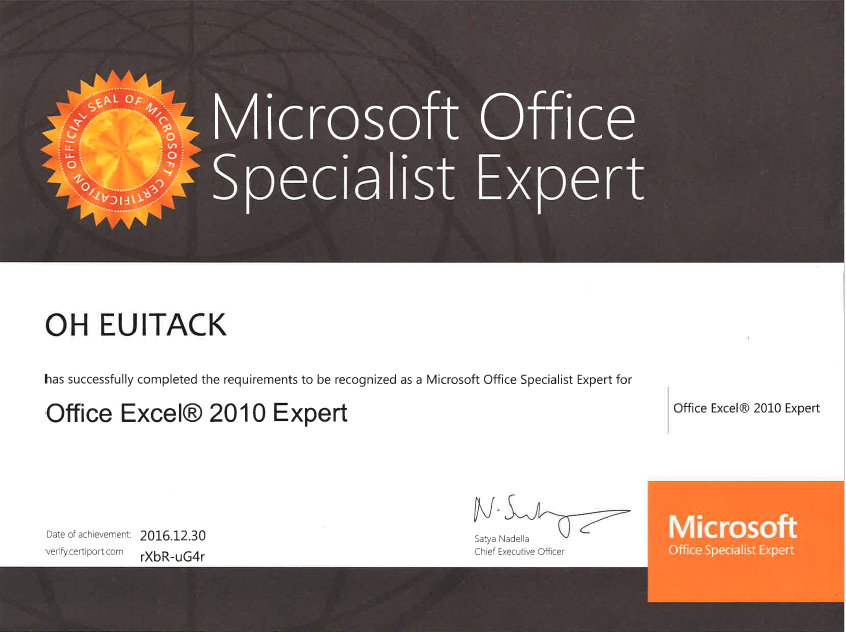 OFFICIAL SEAL OF MICROSOFT CERTIFICATION
Microsoft Office
Specialist Expert
OH EUITACK
has successfully completed the requirements to be recognized as a Microsoft Office Specialist Expert for
Office Excel® 2010 Expert
Office Excel® 2010 Expert
Date of achievement: 2016.12.30
verify.certiport.com rXbR-uG4r
Satya Nadella
Chief Executive Officer
Microsoft
Office Specialist Expert